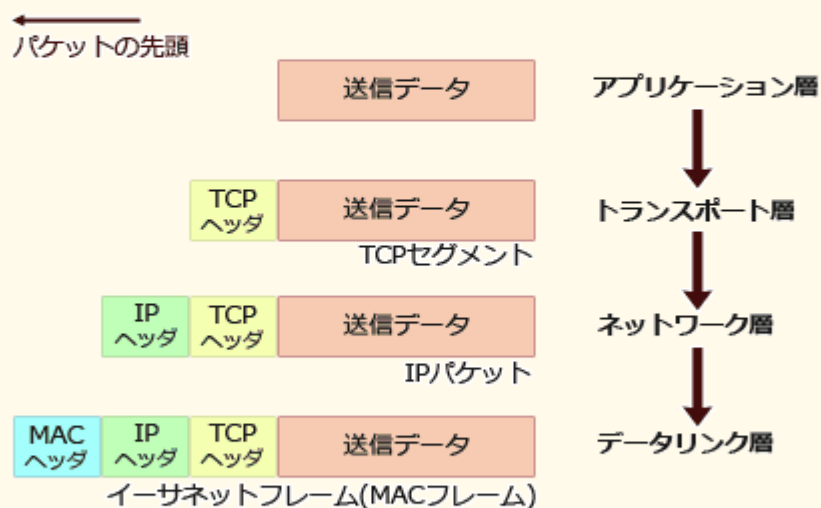 パケットの先頭
送信データ
アプリケーション層
TCP
ヘッダ
送信データ
トランスポート層
TCPセグメント
IP
ヘッダ
TCP
ヘッダ
送信データ
ネットワーク層
IPパケット
MAC
ヘッダ
IP
ヘッダ
TCP
ヘッダ
送信データ
データリンク層
イーサネットフレーム(MACフレーム)